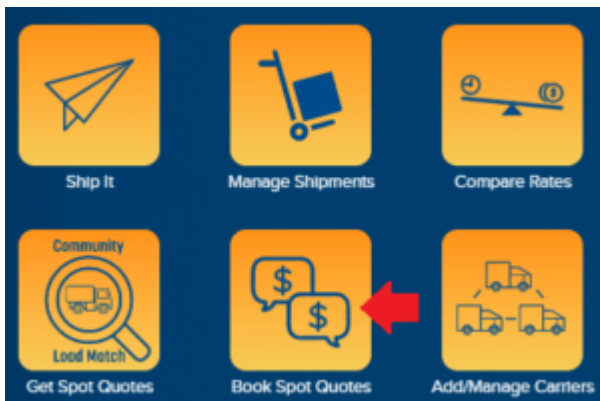 $
Ship It
Manage Shipments
Compare Rates
Community
Load Match
$
$
Get Spot Quotes
Book Spot Quotes
Add/Manage Carriers